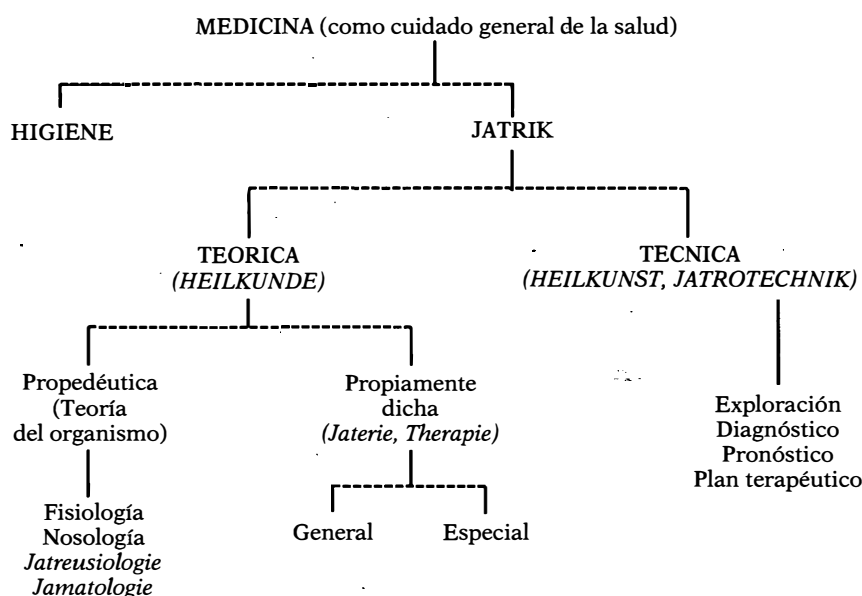 MEDICINA (como cuidado general de la salud)
HIGIENE
JATRIK
TEORICA
(HEILKUNDE)
TECNICA
(HEILKUNST, JATROTECHNIK)
Propedéutica
(Teoría
del organismo)
Propiamente
dicha
(Jaterie, Therapie)
Exploración
Diagnóstico
Pronóstico
Plan terapéutico
Fisiología
Nosología
Jatreusiologie
Jamatologie
General
Especial